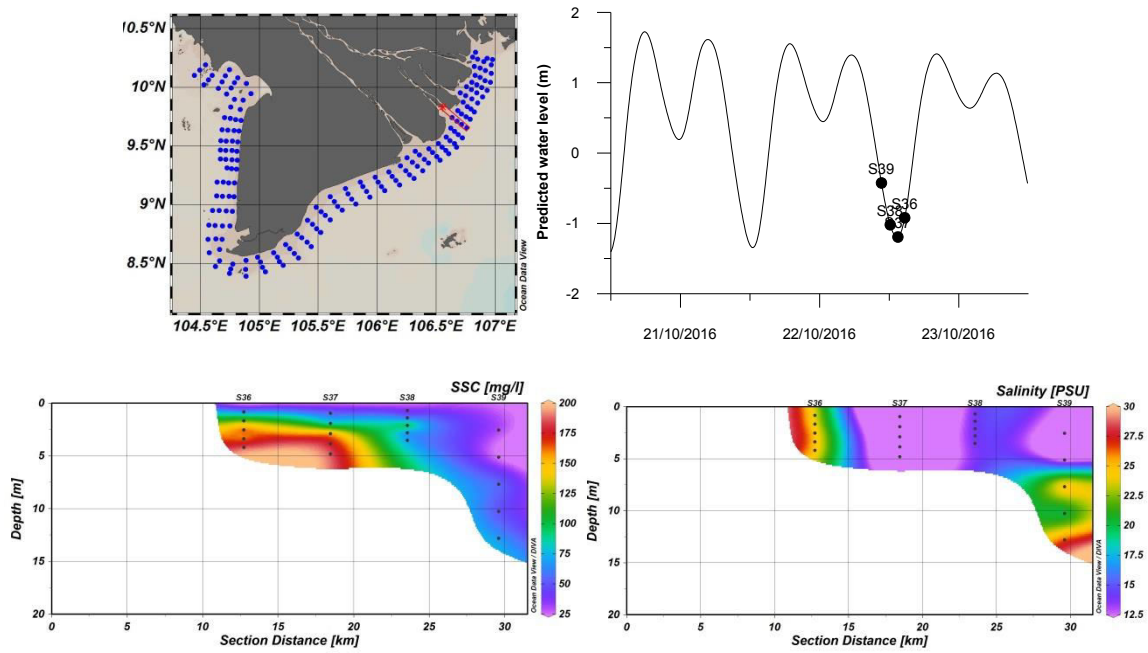 10.5°N
10°N
9.5°N
9°N
8.5°N
104.5°E 105°E 105.5°E 106°E 106.5°E 107°E
Ocean Data View
Predicted water level (m)
2
1
0
-1
-2
S39
S36
S38
S37
21/10/2016 22/10/2016 23/10/2016
SSC [mg/l]
S36 S37 S38 S39
0
5
10
15
20
Depth [m]
0 5 10 15 20 25 30
Section Distance [km]
Ocean Data View / DIVA
200
175
150
125
100
75
50
25
Salinity [PSU]
S36 S37 S38 S39
0
5
10
15
20
Depth [m]
0 5 10 15 20 25 30
Section Distance [km]
Ocean Data View / DIVA
30
27.5
25
22.5
20
17.5
15
12.5